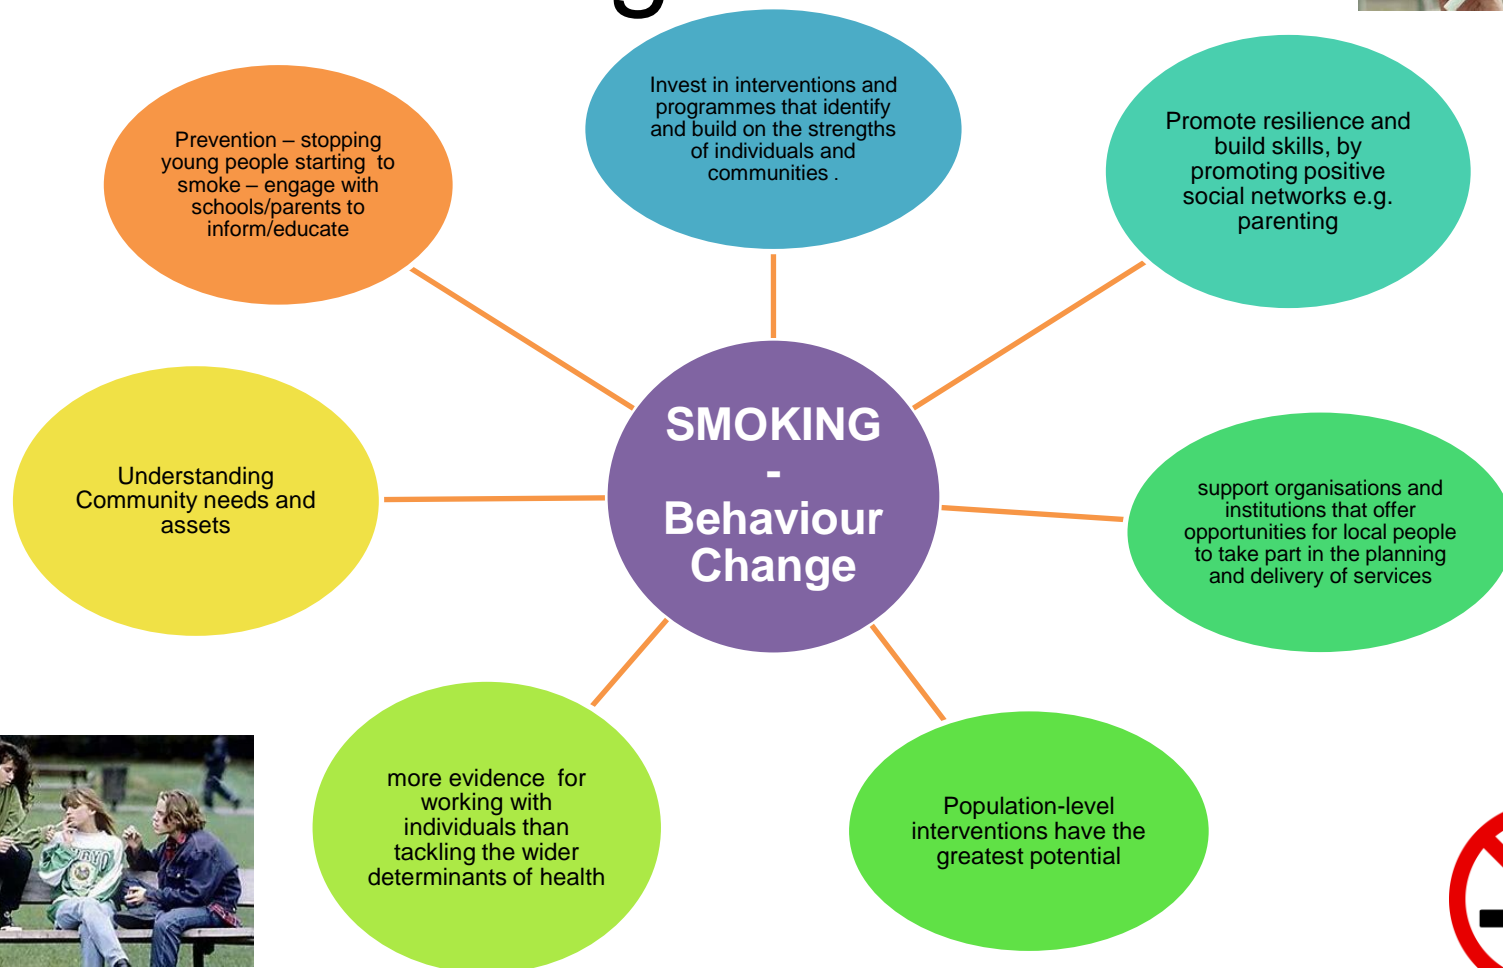 Invest in interventions and
programmes that identify
and build on the strengths
of individuals and
communities .
Promote resilience and
build skills, by
promoting positive
social networks e.g.
parenting
support organisations and
institutions that offer
opportunities for local people
to take part in the planning
and delivery of services
Population-level
interventions have the
greatest potential
more evidence  for
working with
individuals than
tackling the wider
determinants of health
Understanding
Community needs and
assets
Prevention – stopping
young people starting  to
smoke – engage with
schools/parents to
inform/educate
SMOKING
-
Behaviour
Change